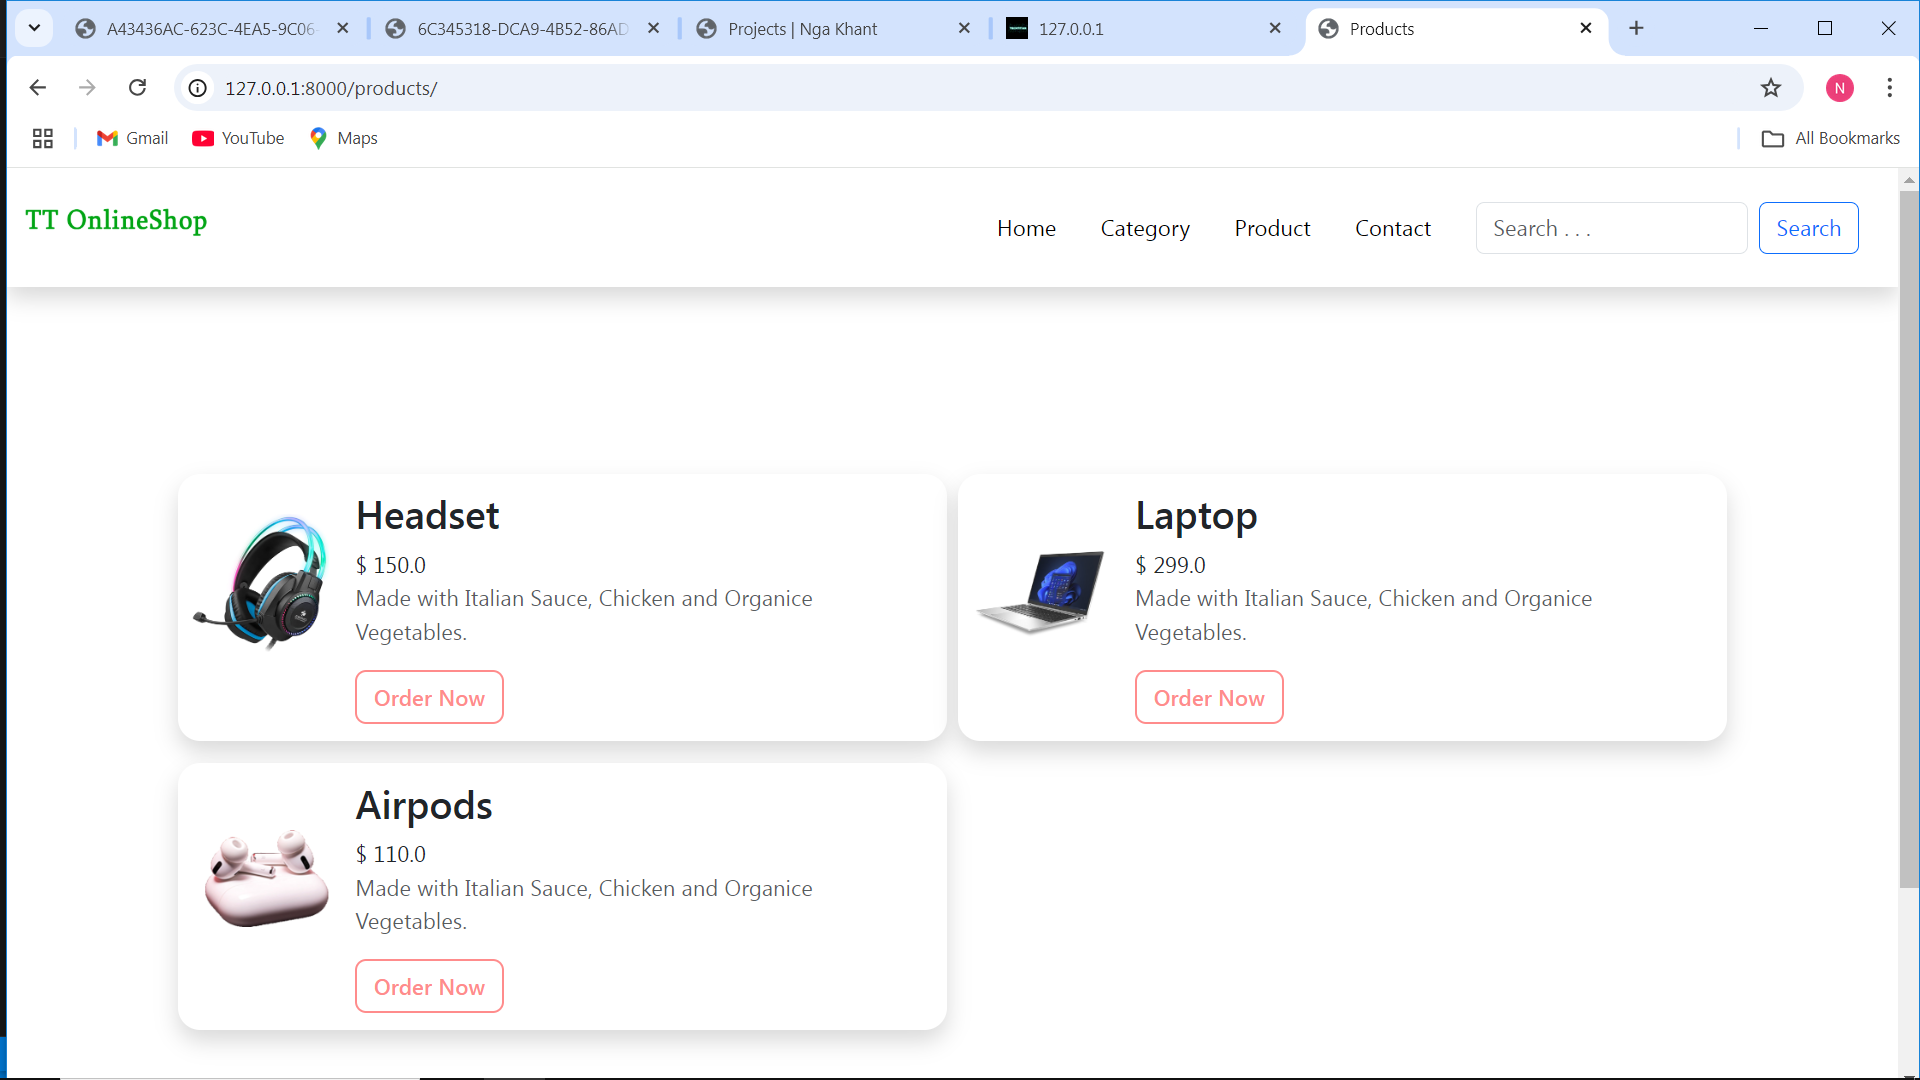 A43436AC-623C-4EA5-9C06-
6C345318-DCA9-4B52-86AD
Projects | Nga Khant
127.0.0.1
Products
127.0.0.1:8000/products/
N
Gmail
YouTube
Maps
All Bookmarks
TT OnlineShop
Home
Category
Product
Contact
Search . . .
Search
Headset
$ 150.0
Made with Italian Sauce, Chicken and Organice
Vegetables.
Order Now
Laptop
$ 299.0
Made with Italian Sauce, Chicken and Organice
Vegetables.
Order Now
Airpods
$ 110.0
Made with Italian Sauce, Chicken and Organice
Vegetables.
Order Now